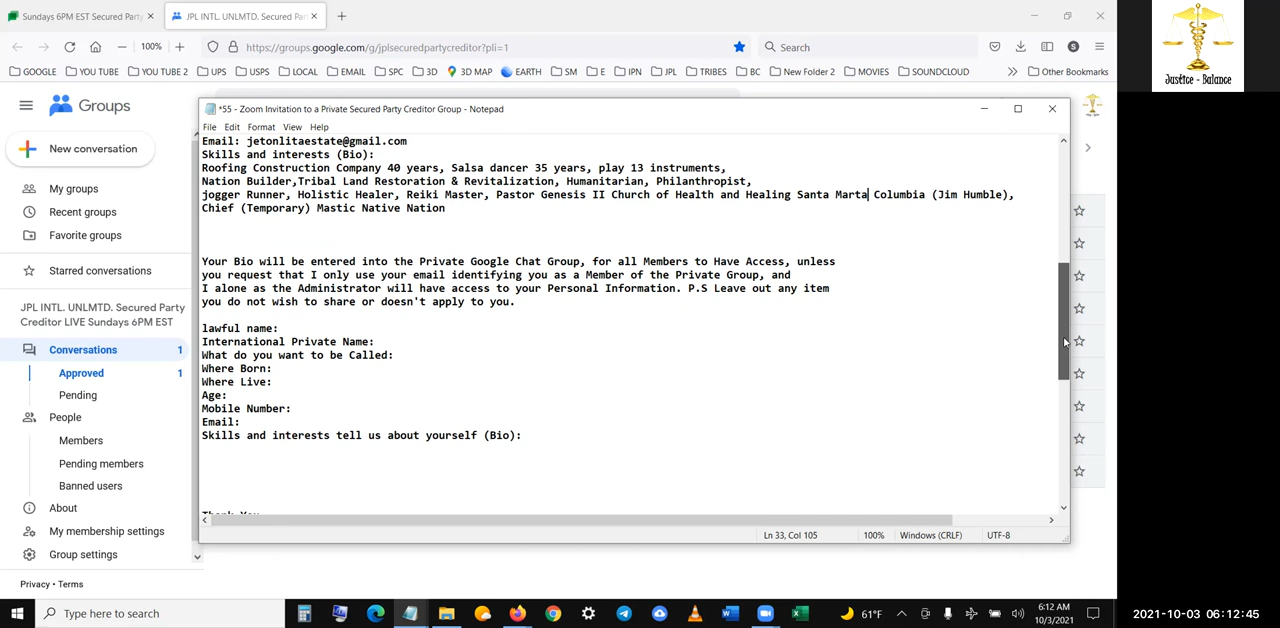 Sundays 6PM EST Secured Party
JPL INTL. UNLMTD. Secured Par
100%
https://groups.google.com/g/jplsecuredpartycreditor?pli=1
Search
S
GOOGLE
YOU TUBE
YOU TUBE 2
UPS
USPS
LOCAL
EMAIL
SPC
3D
3D MAP
EARTH
SM
E
IPN
JPL
TRIBES
BC
New Folder 2
MOVIES
SOUNDCLOUD
Other Bookmarks
Justice - Balance
Groups
New conversation
My groups
Recent groups
Favorite groups
Starred conversations
JPL INTL. UNLMTD. Secured Party
Creditor LIVE Sundays 6PM EST
Conversations 1
Approved 1
Pending
People
Members
Pending members
Banned users
About
My membership settings
Group settings
Privacy • Terms
*55 - Zoom Invitation to a Private Secured Party Creditor Group - Notepad
File Edit Format View Help
Email: jetonlitaestate@gmail.com
Skills and interests (Bio):
Roofing Construction Company 40 years, Salsa dancer 35 years, play 13 instruments,
Nation Builder,Tribal Land Restoration & Revitalization, Humanitarian, Philanthropist,
jogger Runner, Holistic Healer, Reiki Master, Pastor Genesis II Church of Health and Healing Santa Marta Columbia (Jim Humble),
Chief (Temporary) Mastic Native Nation
Your Bio will be entered into the Private Google Chat Group, for all Members to Have Access, unless
you request that I only use your email identifying you as a Member of the Private Group, and
I alone as the Administrator will have access to your Personal Information. P.S Leave out any item
you do not wish to share or doesn't apply to you.
lawful name:
International Private Name:
What do you want to be Called:
Where Born:
Where Live:
Age:
Mobile Number:
Email:
Skills and interests tell us about yourself (Bio):
Thank You
Ln 33, Col 105
100%
Windows (CRLF)
UTF-8
Type here to search
61°F
6:12 AM
10/3/2021
2021-10-03 06:12:45